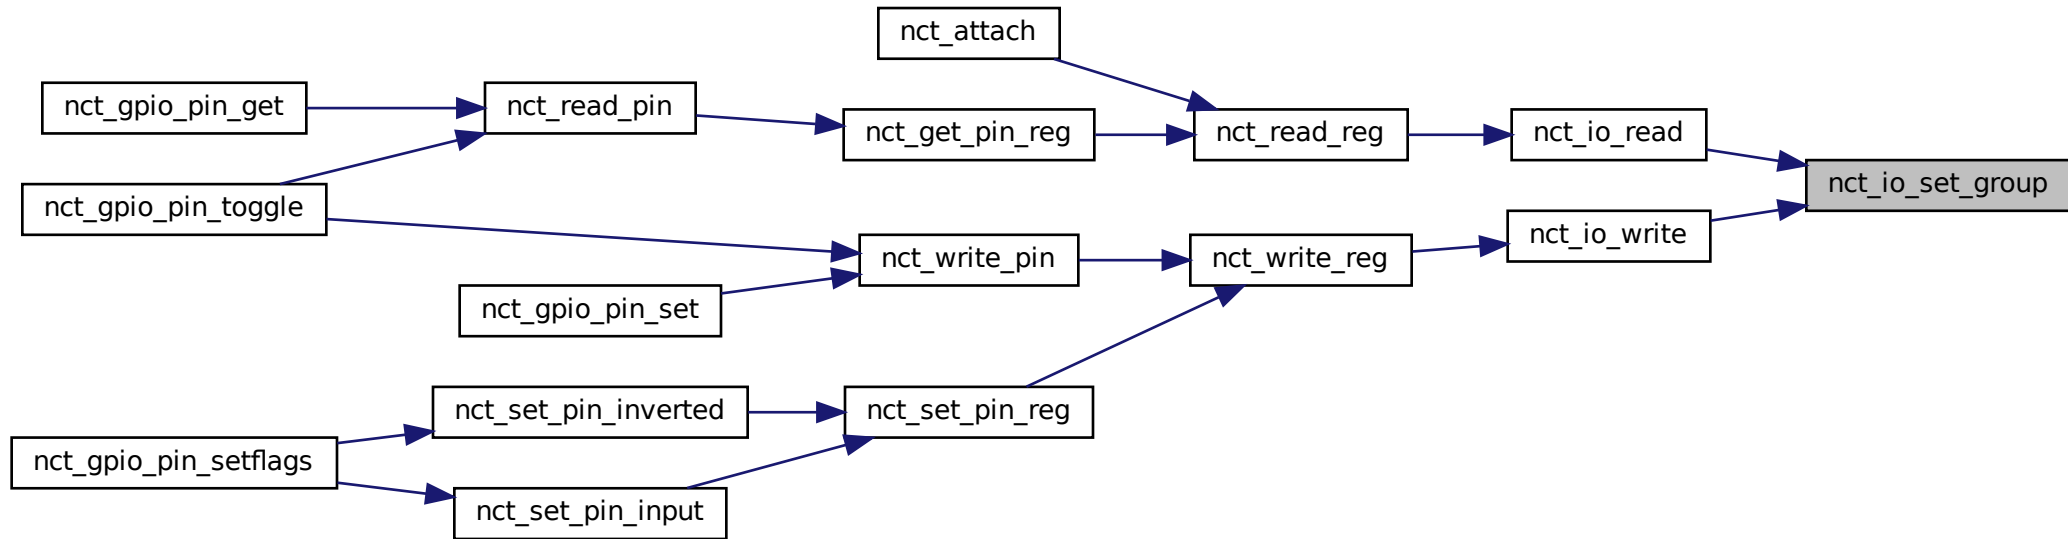 nct_attach
nct_gpio_pin_get
nct_read_pin
nct_get_pin_reg
nct_read_reg
nct_io_read
nct_io_set_group
nct_gpio_pin_toggle
nct_io_write
nct_write_pin
nct_write_reg
nct_gpio_pin_set
nct_set_pin_inverted
nct_set_pin_reg
nct_gpio_pin_setflags
nct_set_pin_input